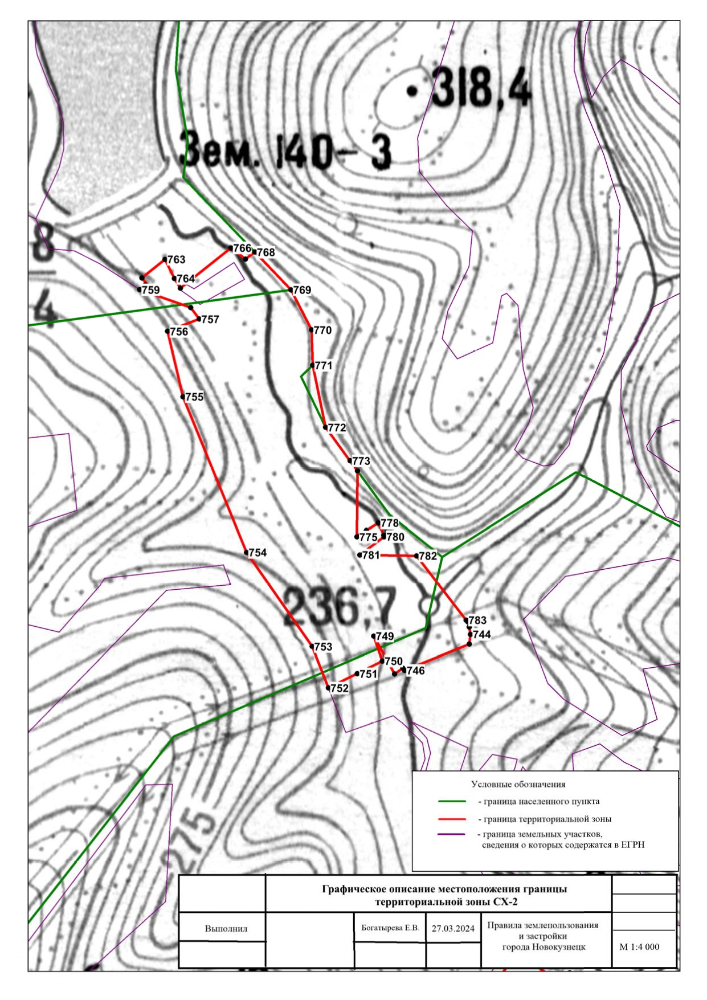 318,4
Зем. 140-3
8
4
766
768
763
764
759
769
757
756
770
771
755
772
773
778
775
780
754
781
782
236,7
783
744
749
753
750
746
751
752
275
Условные обозначения
- граница населенного пункта
- граница территориальной зоны
- граница земельных участков,
сведения о которых содержатся в ЕГРН
Графическое описание местоположения границы
территориальной зоны СХ-2
Выполнил
Богатырева Е.В.
27.03.2024
Правила землепользования
и застройки
города Новокузнецк
М 1:4 000